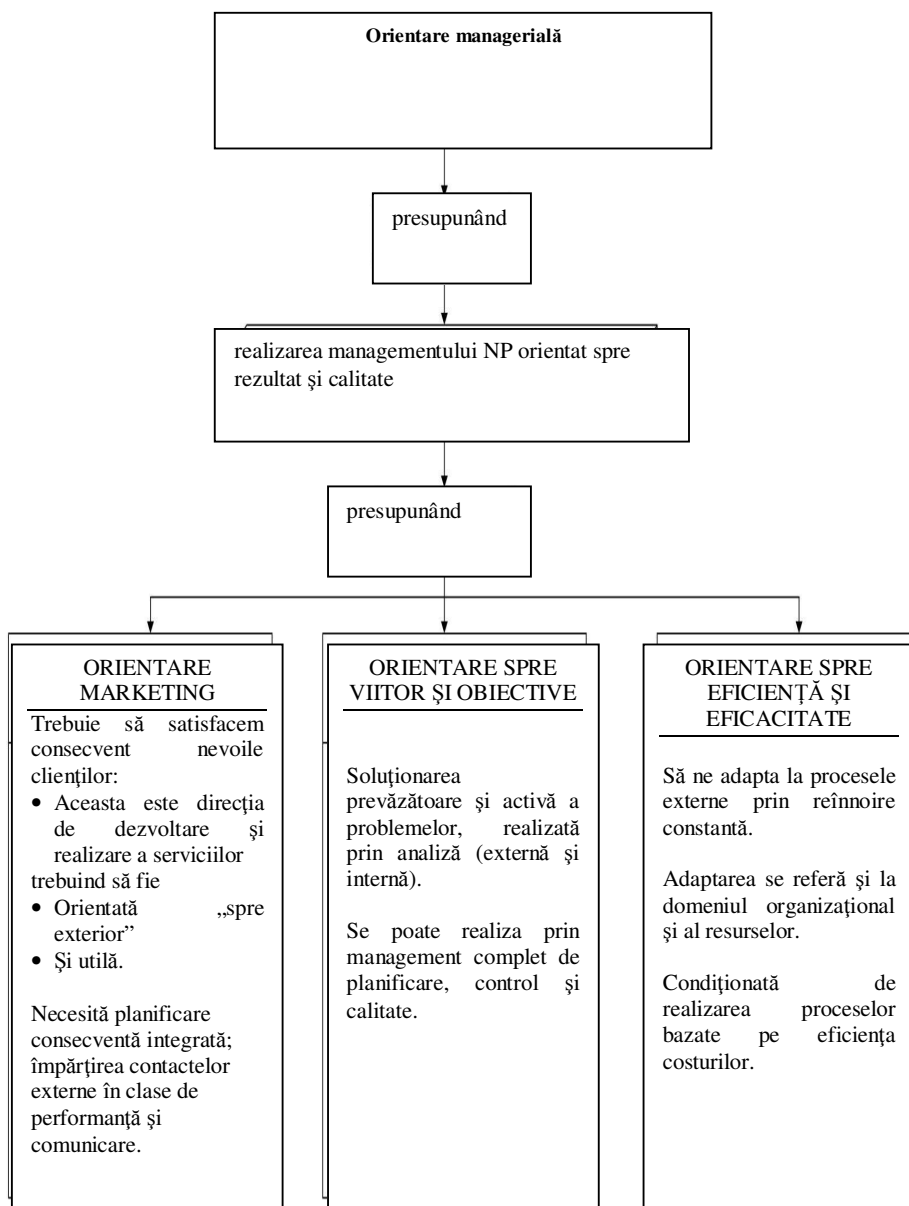 Orientare managerială
presupunând
realizarea managementului NP orientat spre
rezultat şi calitate
presupunând
ORIENTARE
MARKETING
Trebuie să satisfacem
consecvent nevoile
clienţilor:
• Aceasta este direcţia
de dezvoltare şi
realizare a serviciilor
trebuind să fie
• Orientată „spre
exterior”
• Şi utilă.
Necesită planificare
consecventă integrată;
împărţirea contactelor
externe în clase de
performanţă şi
comunicare.
ORIENTARE SPRE
VIITOR ŞI OBIECTIVE
Soluţionarea
prevăzătoare şi activă a
problemelor, realizată
prin analiză (externă şi
internă).
Se poate realiza prin
management complet de
planificare, control şi
calitate.
ORIENTARE SPRE
EFICIENŢĂ ŞI
EFICACITATE
Să ne adapta la procesele
externe prin reînnoire
constantă.
Adaptarea se referă şi la
domeniul organizaţional
şi al resurselor.
Condiţionată de
realizarea proceselor
bazate pe eficienţa
costurilor.